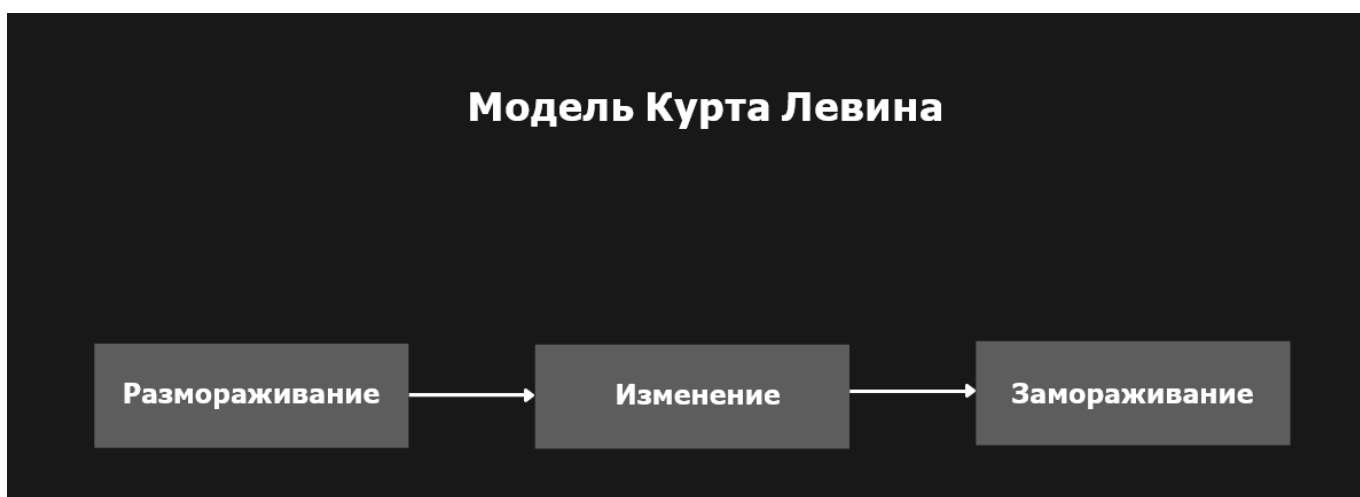 Модель Курта Левина
Размораживание
Изменение
Замораживание